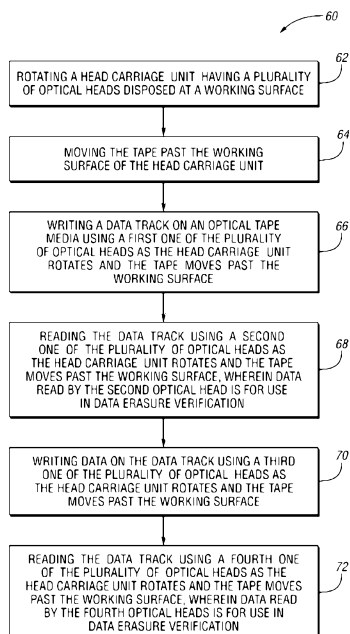 60
62
ROTATING A HEAD CARRIAGE UNIT HAVING A PLURALITY
OF OPTICAL HEADS DISPOSED AT A WORKING SURFACE
64
MOVING THE TAPE PAST THE WORKING
SURFACE OF THE HEAD CARRIAGE UNIT
66
WRITING A DATA TRACK ON AN OPTICAL TAPE
MEDIA USING A FIRST ONE OF THE PLURALITY
OF OPTICAL HEADS AS THE HEAD CARRIAGE UNIT
ROTATES AND THE TAPE MOVES PAST THE
WORKING SURFACE
68
READING THE DATA TRACK USING A SECOND
ONE OF THE PLURALITY OF OPTICAL HEADS AS
THE HEAD CARRIAGE UNIT ROTATES AND THE TAPE
MOVES PAST THE WORKING SURFACE, WHEREIN DATA
READ BY THE SECOND OPTICAL HEAD IS FOR USE
IN DATA ERASURE VERIFICATION
70
WRITING DATA ON THE DATA TRACK USING A THIRD
ONE OF THE PLURALITY OF OPTICAL HEADS AS
THE HEAD CARRIAGE UNIT ROTATES AND THE TAPE
MOVES PAST THE WORKING SURFACE
72
READING THE DATA TRACK USING A FOURTH ONE
OF THE PLURALITY OF OPTICAL HEADS AS THE
HEAD CARRIAGE UNIT ROTATES AND THE TAPE MOVES
PAST THE WORKING SURFACE, WHEREIN DATA READ
BY THE FOURTH OPTICAL HEADS IS FOR USE IN
DATA ERASURE VERIFICATION